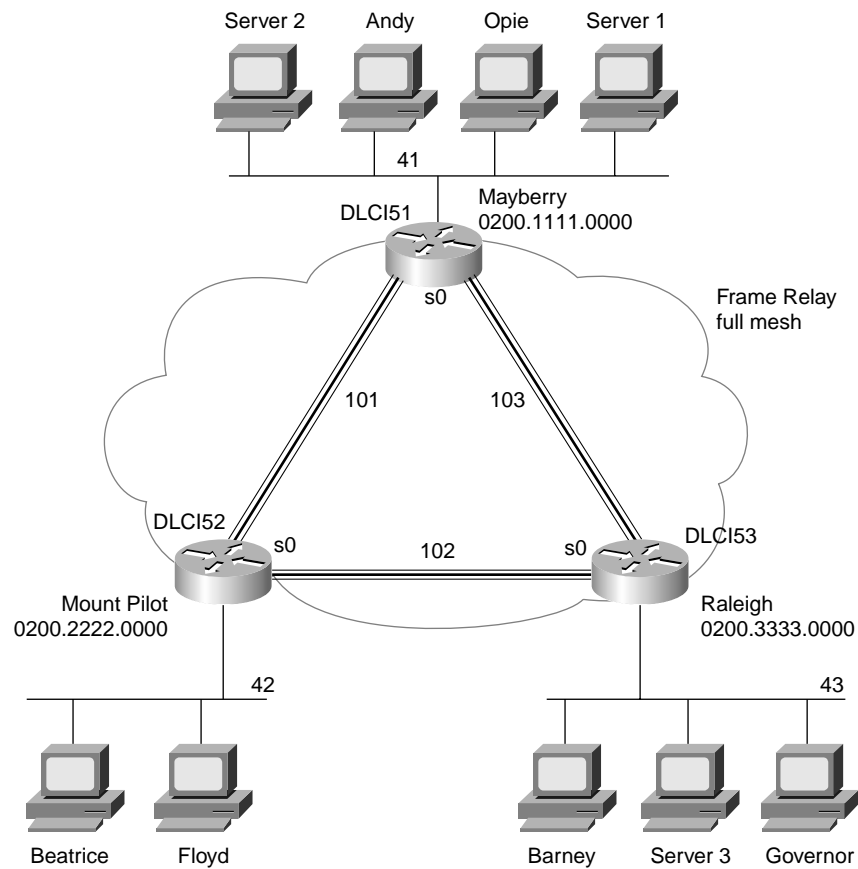 Server 2 Andy Opie Server 1
41
Mayberry
0200.1111.0000
DLCI51
s0
Frame Relay
full mesh
101 103
DLCI52
s0
102
s0
DLCI53
Mount Pilot
0200.2222.0000
Raleigh
0200.3333.0000
42
43
Beatrice Floyd Barney Server 3 Governor